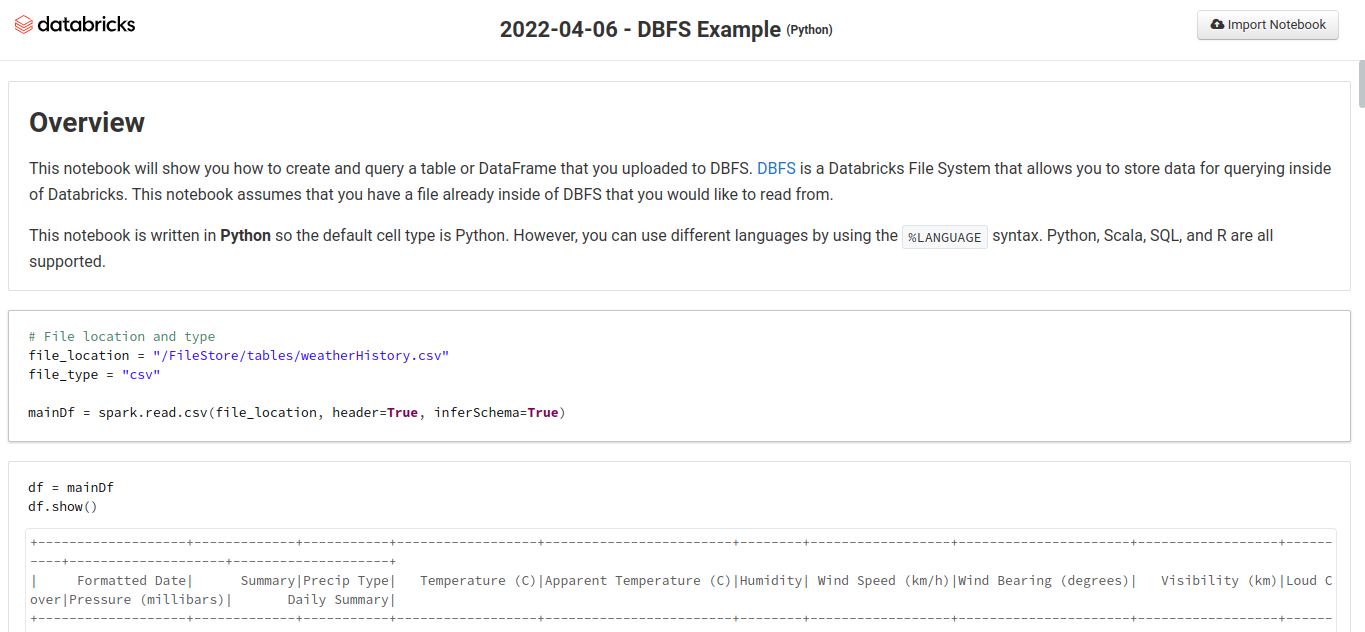 databricks
2022-04-06 - DBFS Example (Python)
Import Notebook
Overview
This notebook will show you how to create and query a table or DataFrame that you uploaded to DBFS. DBFS is a Databricks File System that allows you to store data for querying inside
of Databricks. This notebook assumes that you have a file already inside of DBFS that you would like to read from.
This notebook is written in Python so the default cell type is Python. However, you can use different languages by using the %LANGUAGE syntax. Python, Scala, SQL, and R are all
supported.
# File location and type
file_location = "/FileStore/tables/weatherHistory.csv"
file_type = "csv"
mainDf = spark.read.csv(file_location, header=True, inferSchema=True)
df = mainDf
df.show()
+-------------------+-------------+-----------+------------------+------------------------+--------+------------------+----------------------+------------------+------
----+--------------------+--------------------+
|     Formatted Date|      Summary|Precip Type|   Temperature (C)|Apparent Temperature (C)|Humidity| Wind Speed (km/h)|Wind Bearing (degrees)|   Visibility (km)|Loud C
over|Pressure (millibars)|       Daily Summary|
+-------------------+-------------+-----------+------------------+------------------------+--------+------------------+----------------------+------------------+------